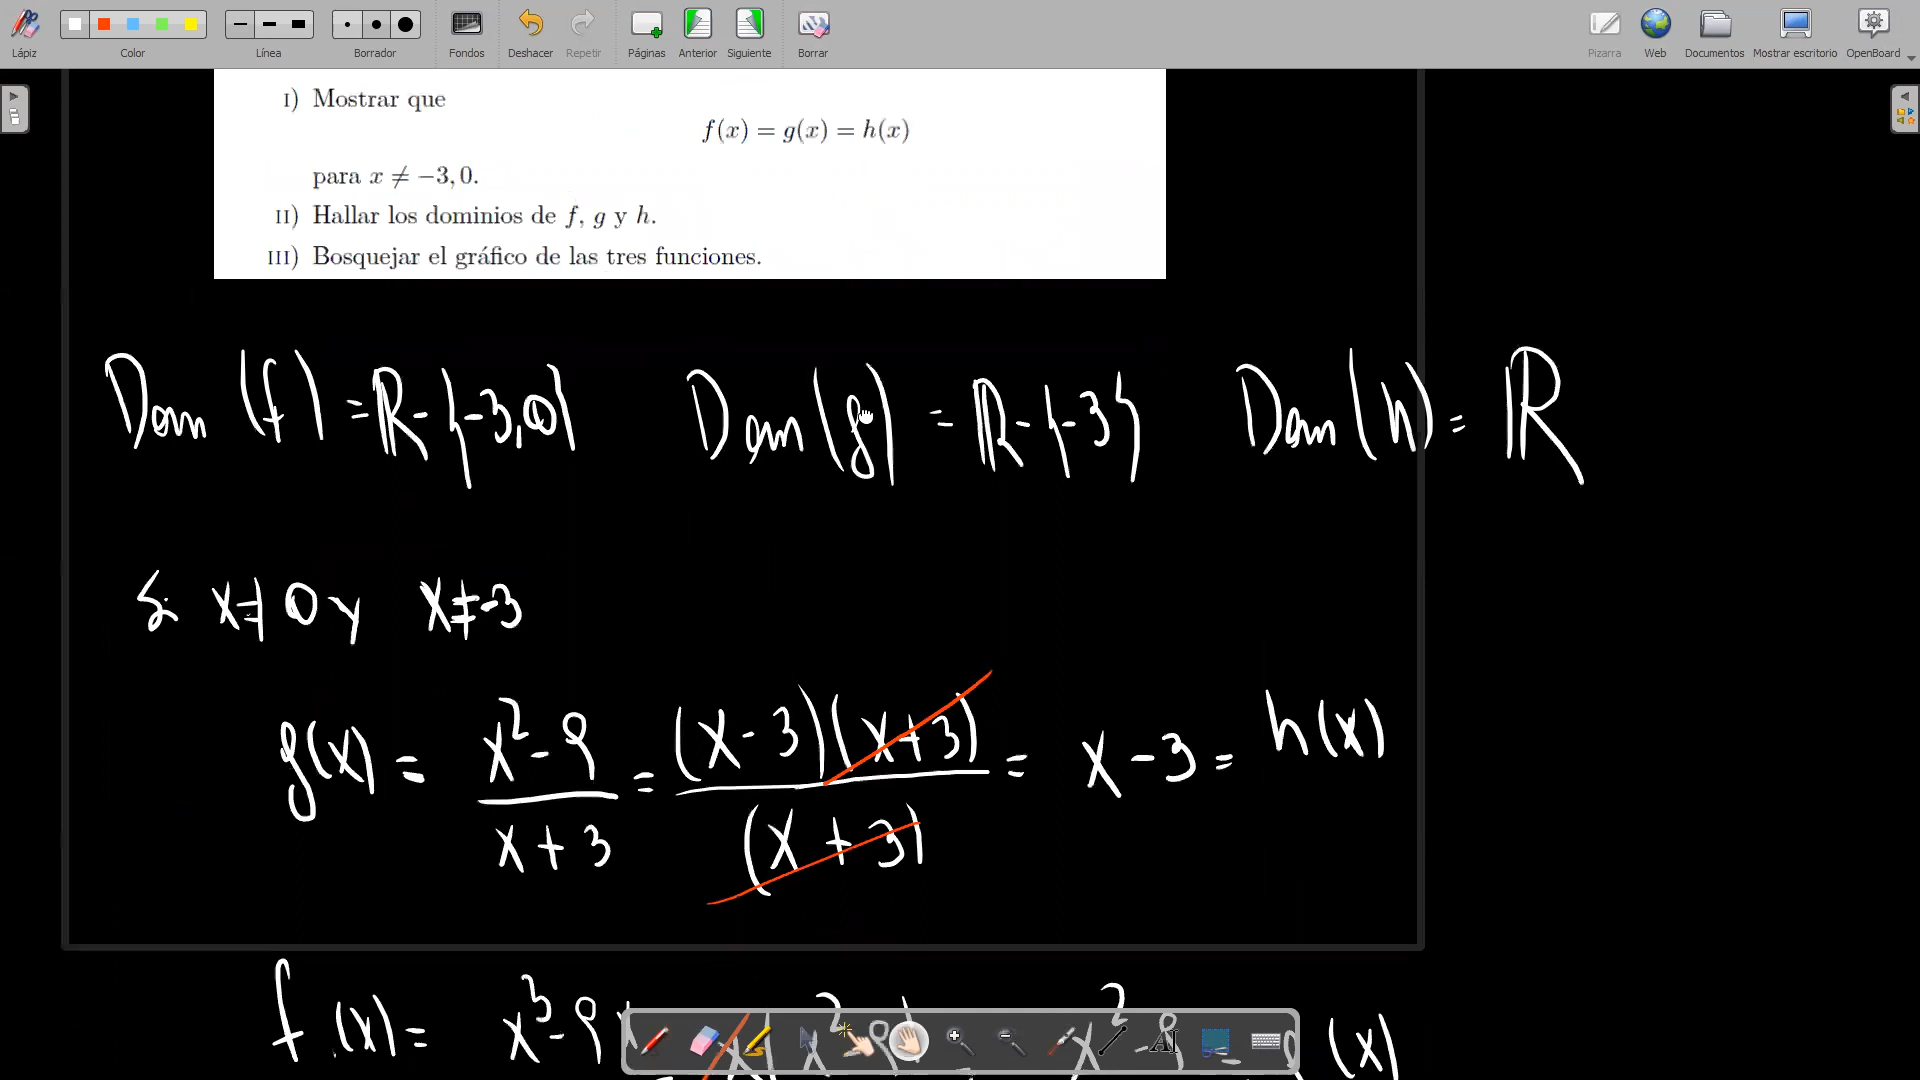 Lápiz Color Línea Borrador Fondos Deshacer Repetir Páginas Anterior Siguiente Borrar Pizarra Web Documentos Mostrar escritorio OpenBoard
I) Mostrar que
f(x) = g(x) = h(x)
para x ≠ −3, 0.
II) Hallar los dominios de f, g y h.
III) Bosquejar el gráfico de las tres funciones.
Dom (f) = ℝ - {-3,0} Dom(g) = ℝ - {-3} Dom(h) = ℝ
Si x ≠ 0 y x ≠ -3
g(x) = x² - 9 / x + 3 = (x - 3)(x + 3) / (x + 3) = x - 3 = h(x)
f(x) = x³ - 9